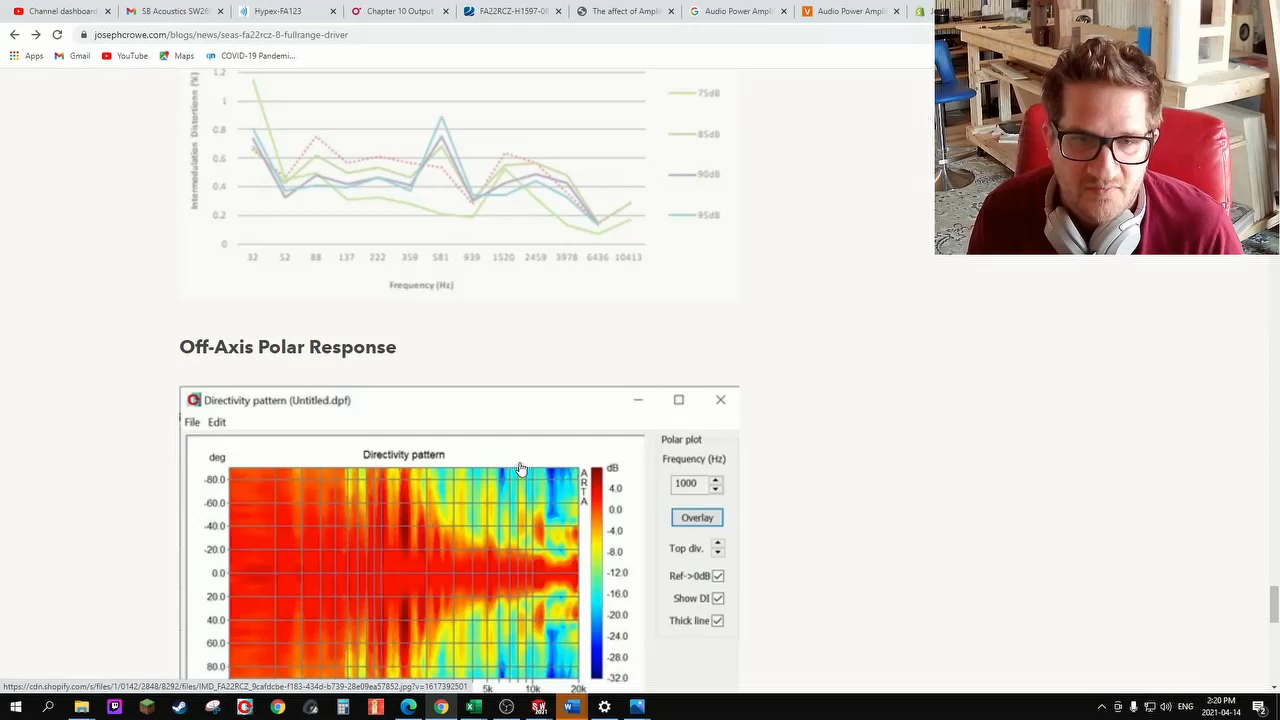 Channel dashboard
SB Acoustics SW26
Hypex-FA123
Chapter 10 Output
FA22RCZ-H1597-08
The affect of Amplif
Audio Power Ampli
Audio Power Ampli
josephcrowe.com/blogs/news/
driver
Apps
Gmail
YouTube
Maps
COVID-19 Pandemi...
1.2
1
0.8
0.6
0.4
0.2
0
Intermodulation Distortionn (%)
32 52 88 137 222 359 581 939 1520 2459 3978 6436 10413
Frequency (Hz)
75dB
85dB
90dB
95dB
Off-Axis Polar Response
Directivity pattern (Untitled.dpf)
File Edit
Directivity pattern
deg
-80.0
-60.0
-40.0
-20.0
0.0
20.0
40.0
60.0
80.0
5k 10k 20k
A
R
T
A
dB
4.0
0.0
-4.0
-8.0
-12.0
-16.0
-20.0
-24.0
-28.0
-32.0
Polar plot
Frequency (Hz)
1000
Overlay
Top div.
Ref->0dB
Show DI
Thick line
https://cdn.shopify.com/s/files/1/0142/2848/8292/files/IMD_FA22RCZ_9cafdcbe-f183-434d-b739-28e09ea57852.jpg?v=1617392501
ENG
2:20 PM
2021-04-14